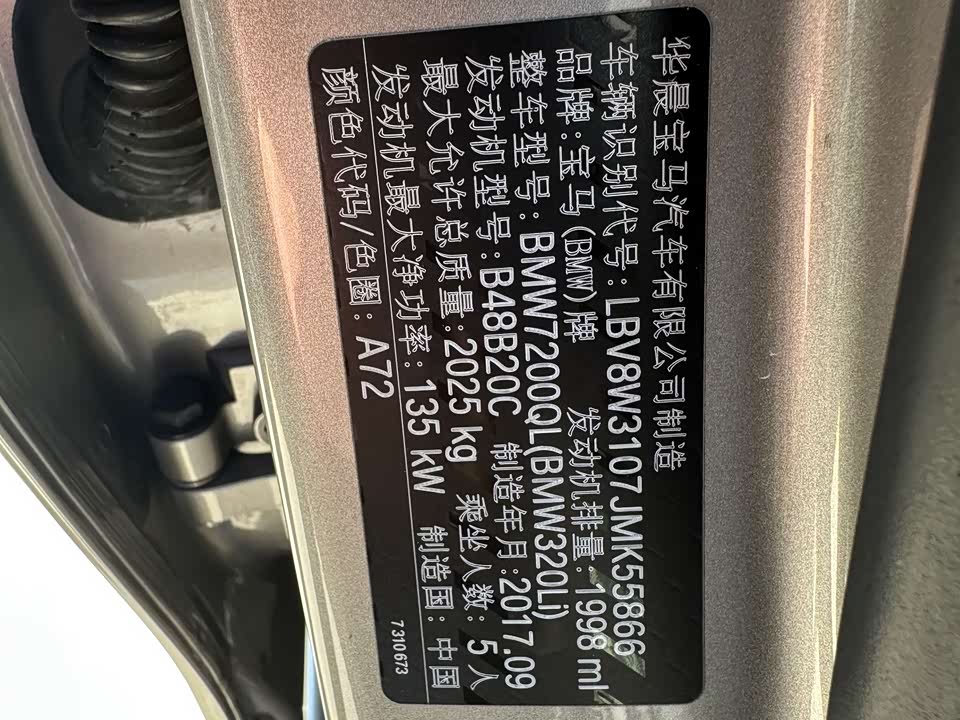 华晨宝马汽车有限公司制造
车辆识别代号:LBV8W3107JMK55866
品牌:宝马(BMW)牌 发动机排量:1998 ml
整车型号:BMW7200QL(BMW320Li)
发动机型号:B48B20C 制造年月:2017.09
最大允许总质量:2025 kg 乘坐人数:5人
发动机最大净功率:135 kW 制造国:中国
颜色代码/色圈:A72
7310673